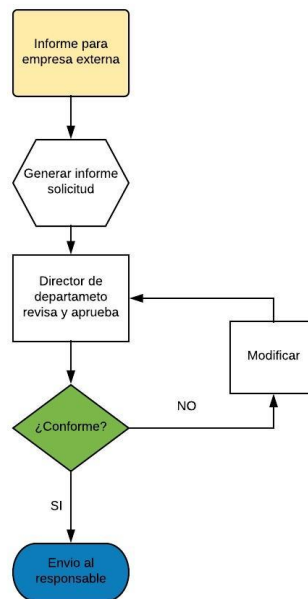 Informe para
empresa externa
Generar informe
solicitud
Director de
departameto
revisa y aprueba
Modificar
¿Conforme?
NO
SI
Envio al
responsable